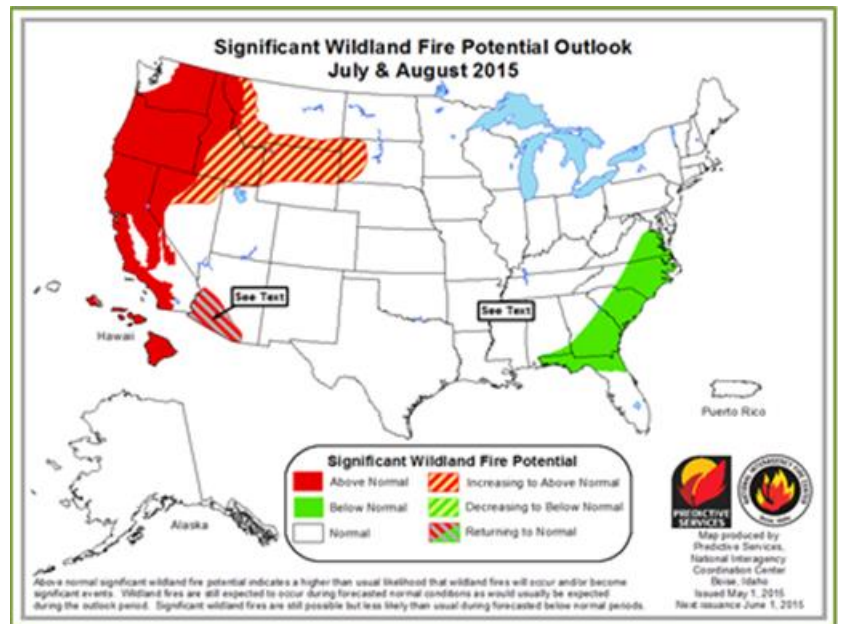 Significant Wildland Fire Potential Outlook
July & August 2015
See Text
See Text
Hawaii
Puerto Rico
Alaska
Significant Wildland Fire Potential
Above Normal
Increasing to Above Normal
Below Normal
Decreasing to Below Normal
Normal
Returning to Normal
PREDICTIVE
SERVICES
NATIONAL INTERAGENCY FIRE CENTER
Map produced by
Predictive Services,
National Interagency
Coordination Center
Boise, Idaho
Issued May 1, 2015
Next issuance June 1, 2015
Above normal significant wildland fire potential indicates a higher than usual likelihood that wildland fires will occur and/or become
significant events. Wildland fires are still expected to occur during forecasted normal conditions as would usually be expected
during the outlook period. Significant wildland fires are still possible but less likely than usual during forecasted below normal periods.